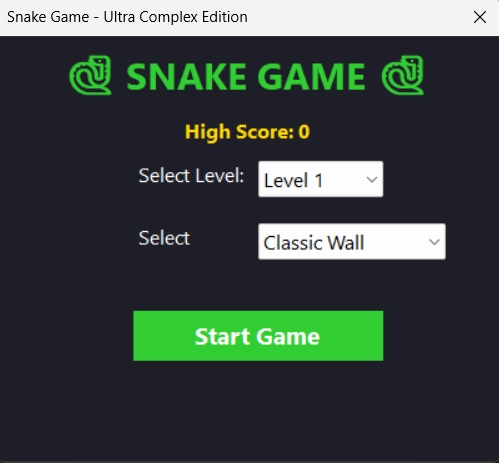 Snake Game - Ultra Complex Edition
SNAKE GAME
High Score: 0
Select Level: Level 1
Select Classic Wall
Start Game